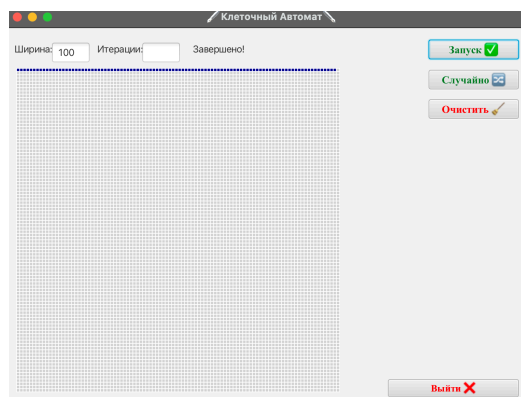 Клеточный Автомат
Ширина: 100 Итерации: Завершено!
Запуск ✅
Случайно 🔀
Очистить 🧹
Выйти ❌